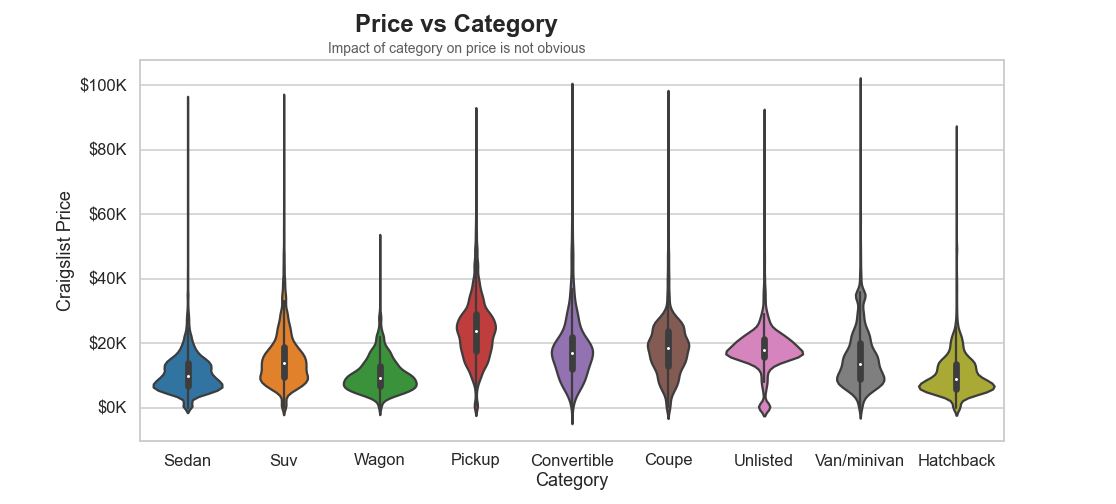 Price vs Category
Impact of category on price is not obvious
$100K
$80K
$60K
$40K
$20K
$0K
Craigslist Price
Sedan Suv Wagon Pickup Convertible Coupe Unlisted Van/minivan Hatchback
Category